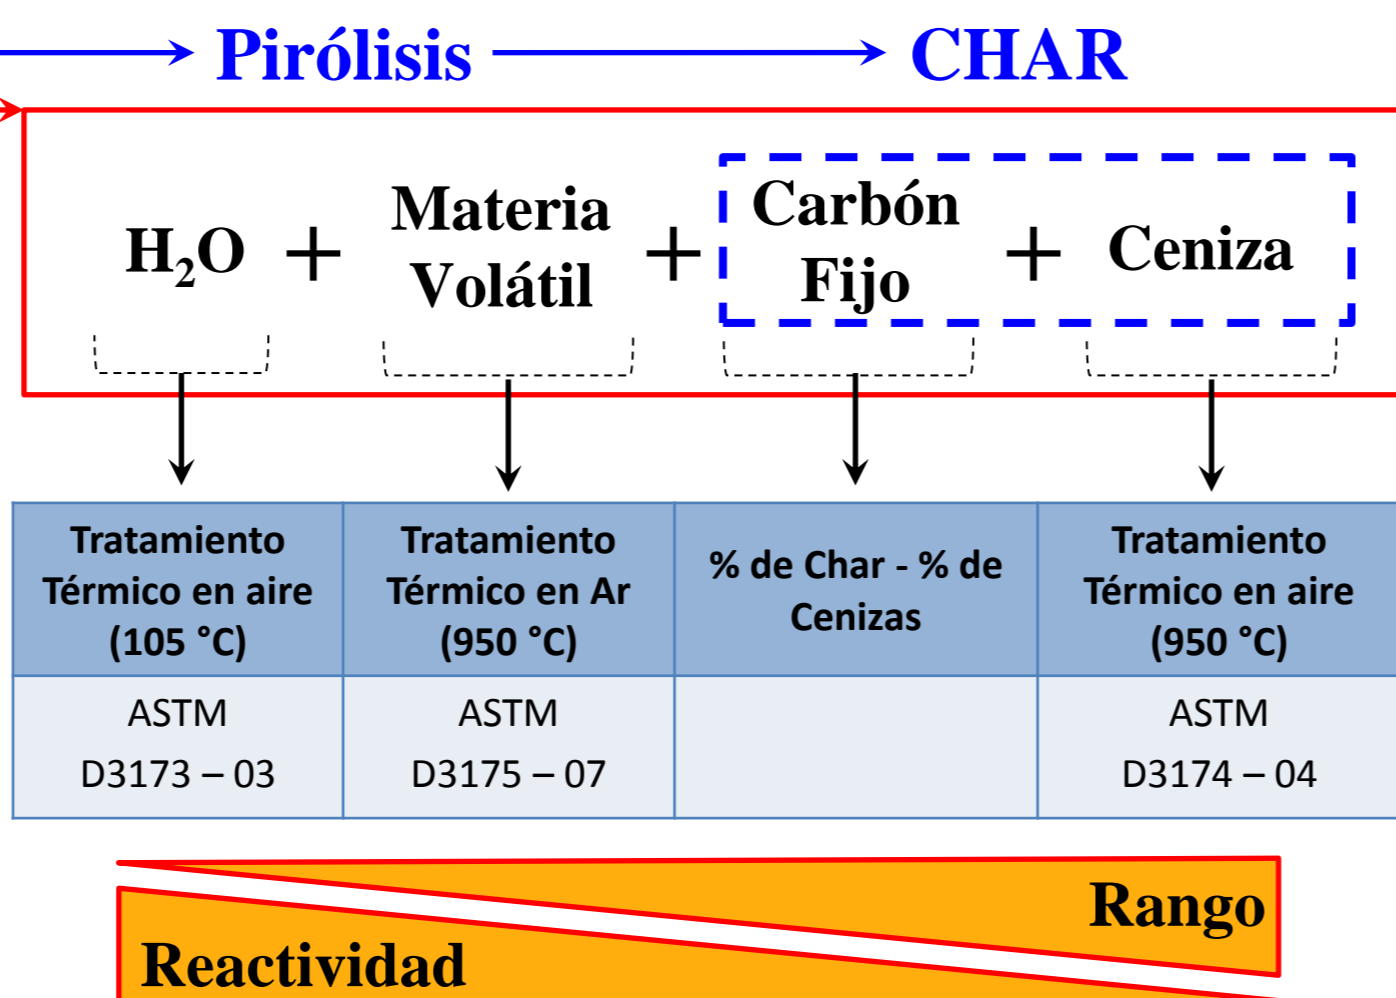 Pirólisis CHAR
H₂O + Materia Volátil + Carbón Fijo + Ceniza
Tratamiento
Térmico en aire
(105 °C)
Tratamiento
Térmico en Ar
(950 °C)
% de Char - % de
Cenizas
Tratamiento
Térmico en aire
(950 °C)
ASTM
D3173 – 03
ASTM
D3175 – 07
ASTM
D3174 – 04
Rango
Reactividad